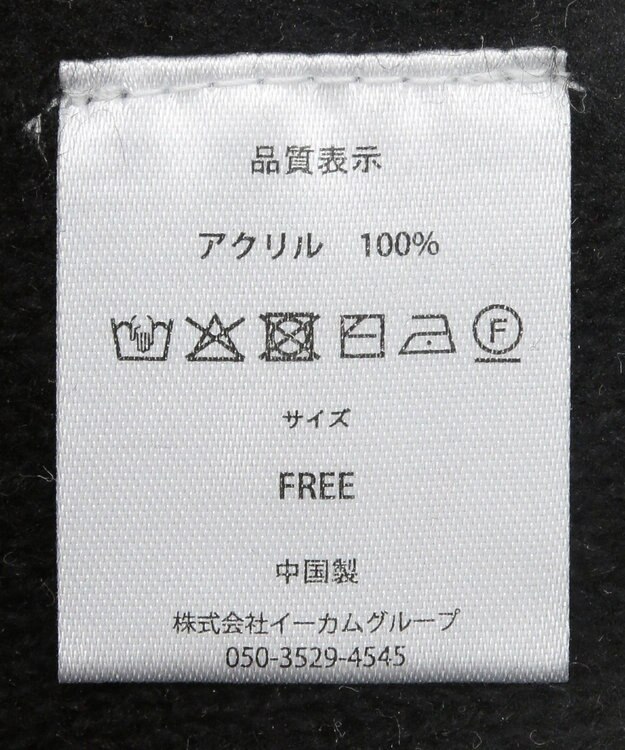 品質表示
アクリル 100%
F
サイズ
FREE
中国製
株式会社イーカムグループ
050-3529-4545